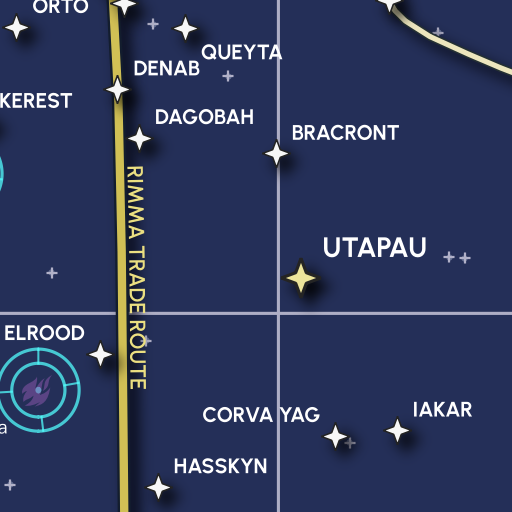 ORTO
QUEYTA
DENAB
KEREST
DAGOBAH
BRACRONT
RIMMA TRADE ROUTE
UTAPAU
ELROOD
CORVA YAG
IAKAR
a
HASSKYN